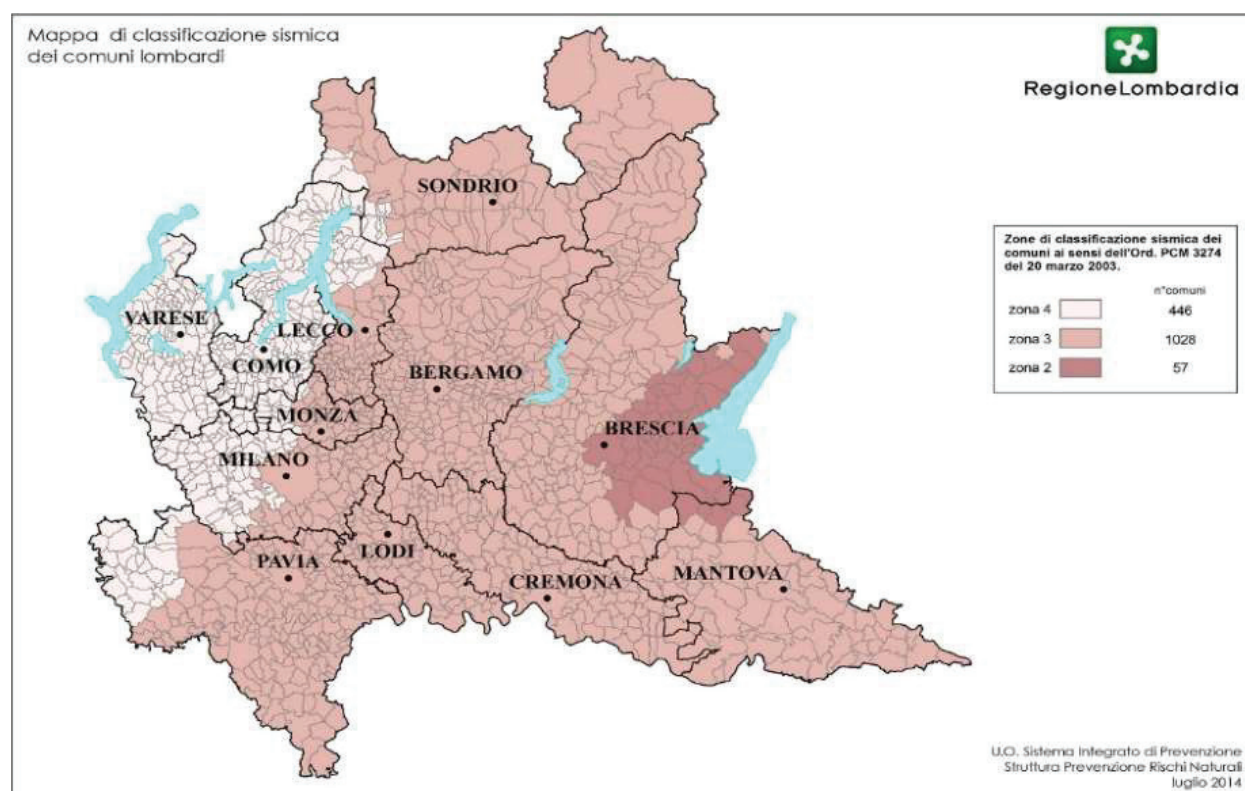 Mappa di classificazione sismica
dei comuni lombardi
RegioneLombardia
SONDRIO
VARESE
LECCO
COMO
BERGAMO
MONZA
BRESCIA
MILANO
PAVIA
LODI
CREMONA
MANTOVA
Zone di classificazione sismica dei
comuni ai sensi dell'Ord. PCM 3274
del 20 marzo 2003.
n°comuni
zona 4 446
zona 3 1028
zona 2 57
U.O. Sistema Integrato di Prevenzione
Struttura Prevenzione Rischi Naturali
luglio 2014